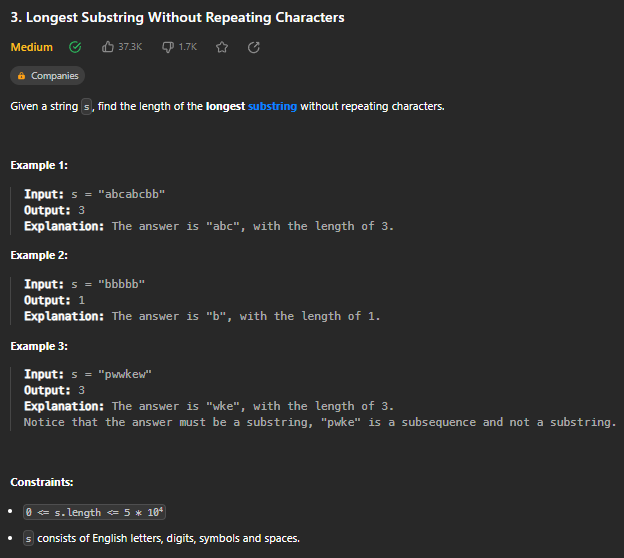 3. Longest Substring Without Repeating Characters
Medium 37.3K 1.7K
Companies
Given a string s, find the length of the longest substring without repeating characters.
Example 1:
Input: s = "abcabcbb"
Output: 3
Explanation: The answer is "abc", with the length of 3.
Example 2:
Input: s = "bbbbb"
Output: 1
Explanation: The answer is "b", with the length of 1.
Example 3:
Input: s = "pwwkew"
Output: 3
Explanation: The answer is "wke", with the length of 3.
Notice that the answer must be a substring, "pwke" is a subsequence and not a substring.
Constraints:
• 0 <= s.length <= 5 * 10⁴
• s consists of English letters, digits, symbols and spaces.